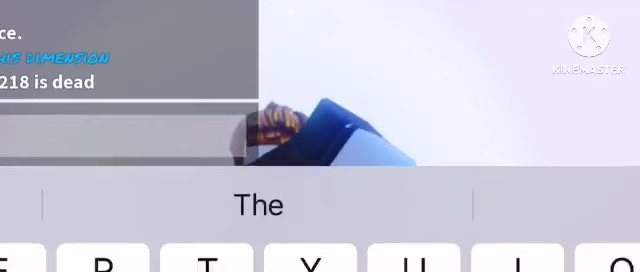 ce.
HIS DIMENSION
218 is dead
K
KINEMASTER
The
R T Y U I O